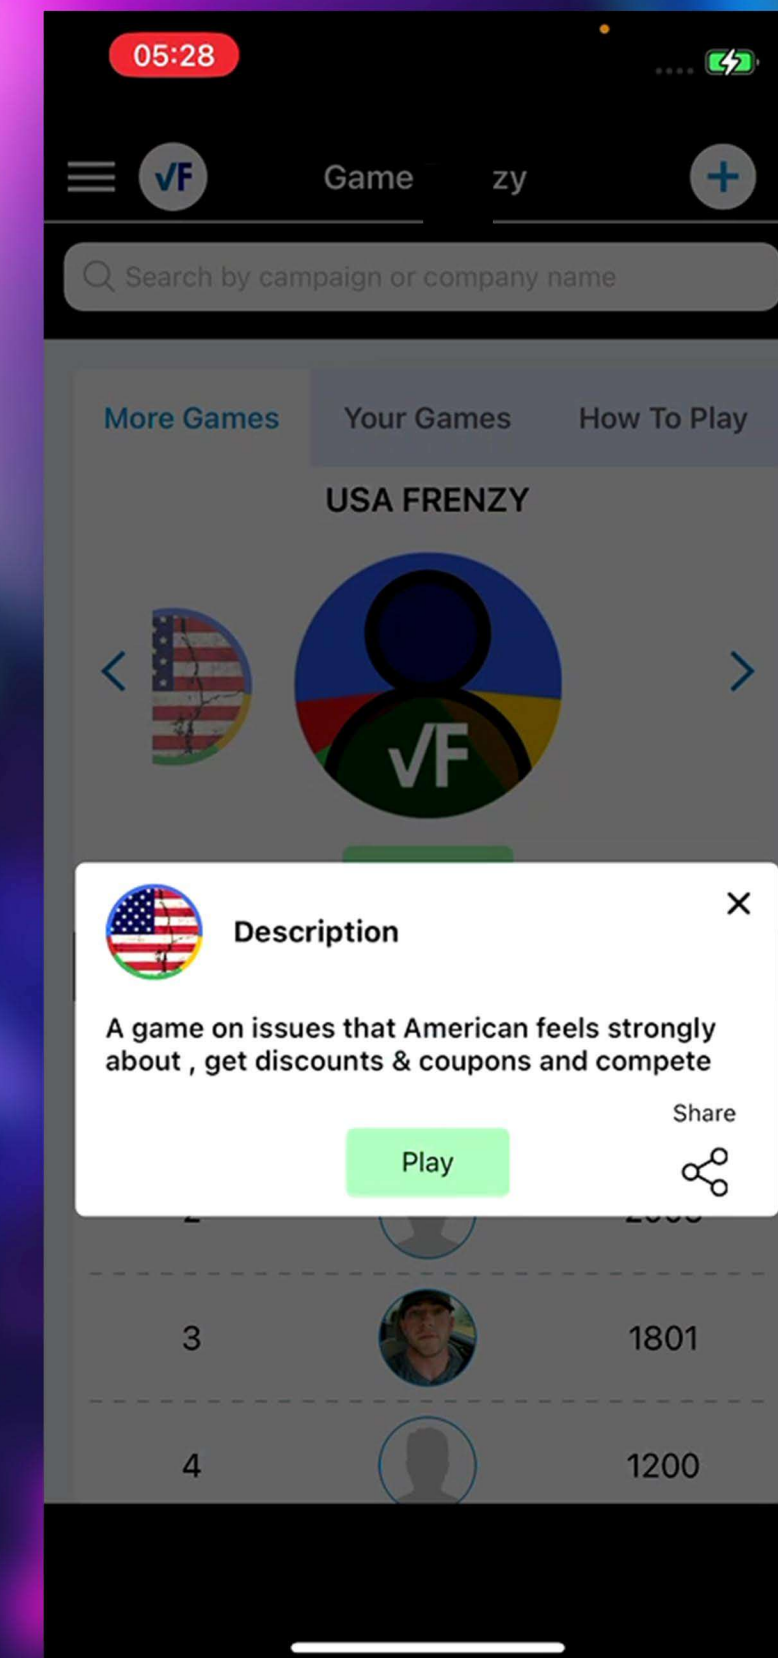 05:28
√F
Game zy
Search by campaign or company name
More Games Your Games How To Play
USA FRENZY
√F
Description
A game on issues that American feels strongly
about , get discounts & coupons and compete
Share
Play
3 1801
4 1200